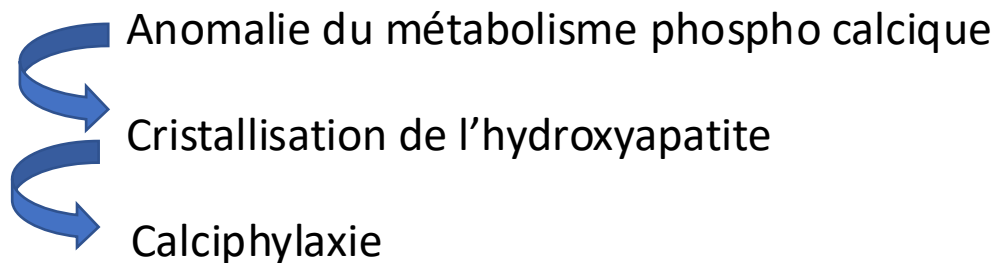 Anomalie du métabolisme phospho calcique
Cristallisation de l’hydroxyapatite
Calciphylaxie